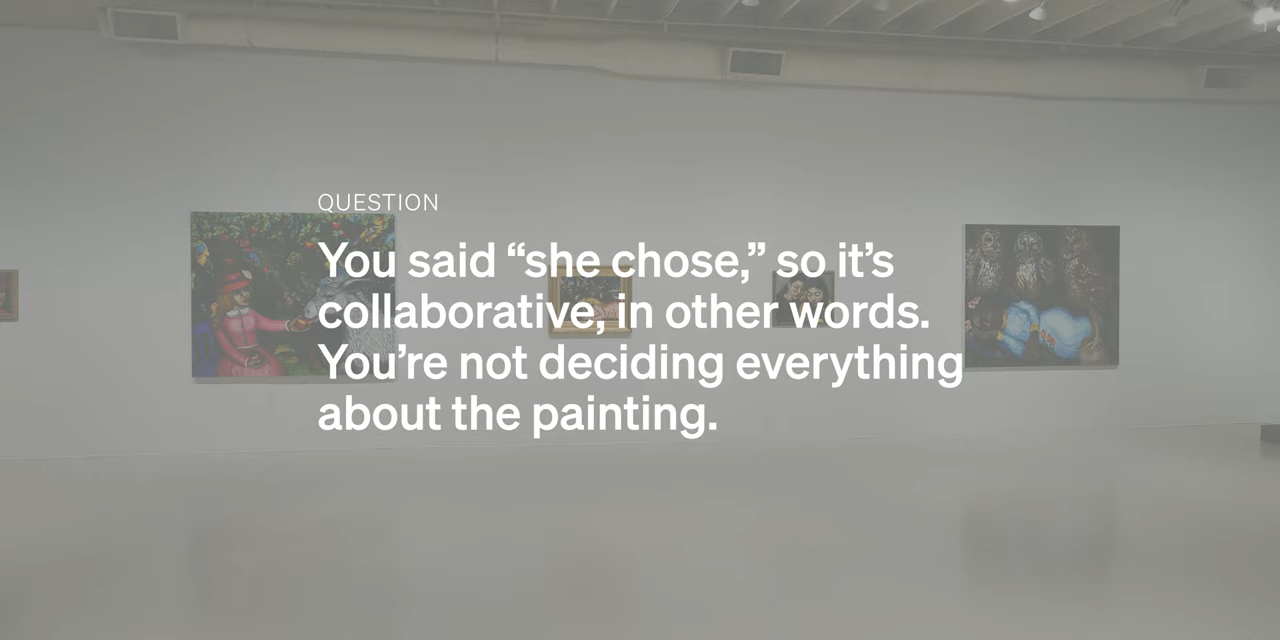 QUESTION
You said “she chose,” so it’s
collaborative, in other words.
You’re not deciding everything
about the painting.